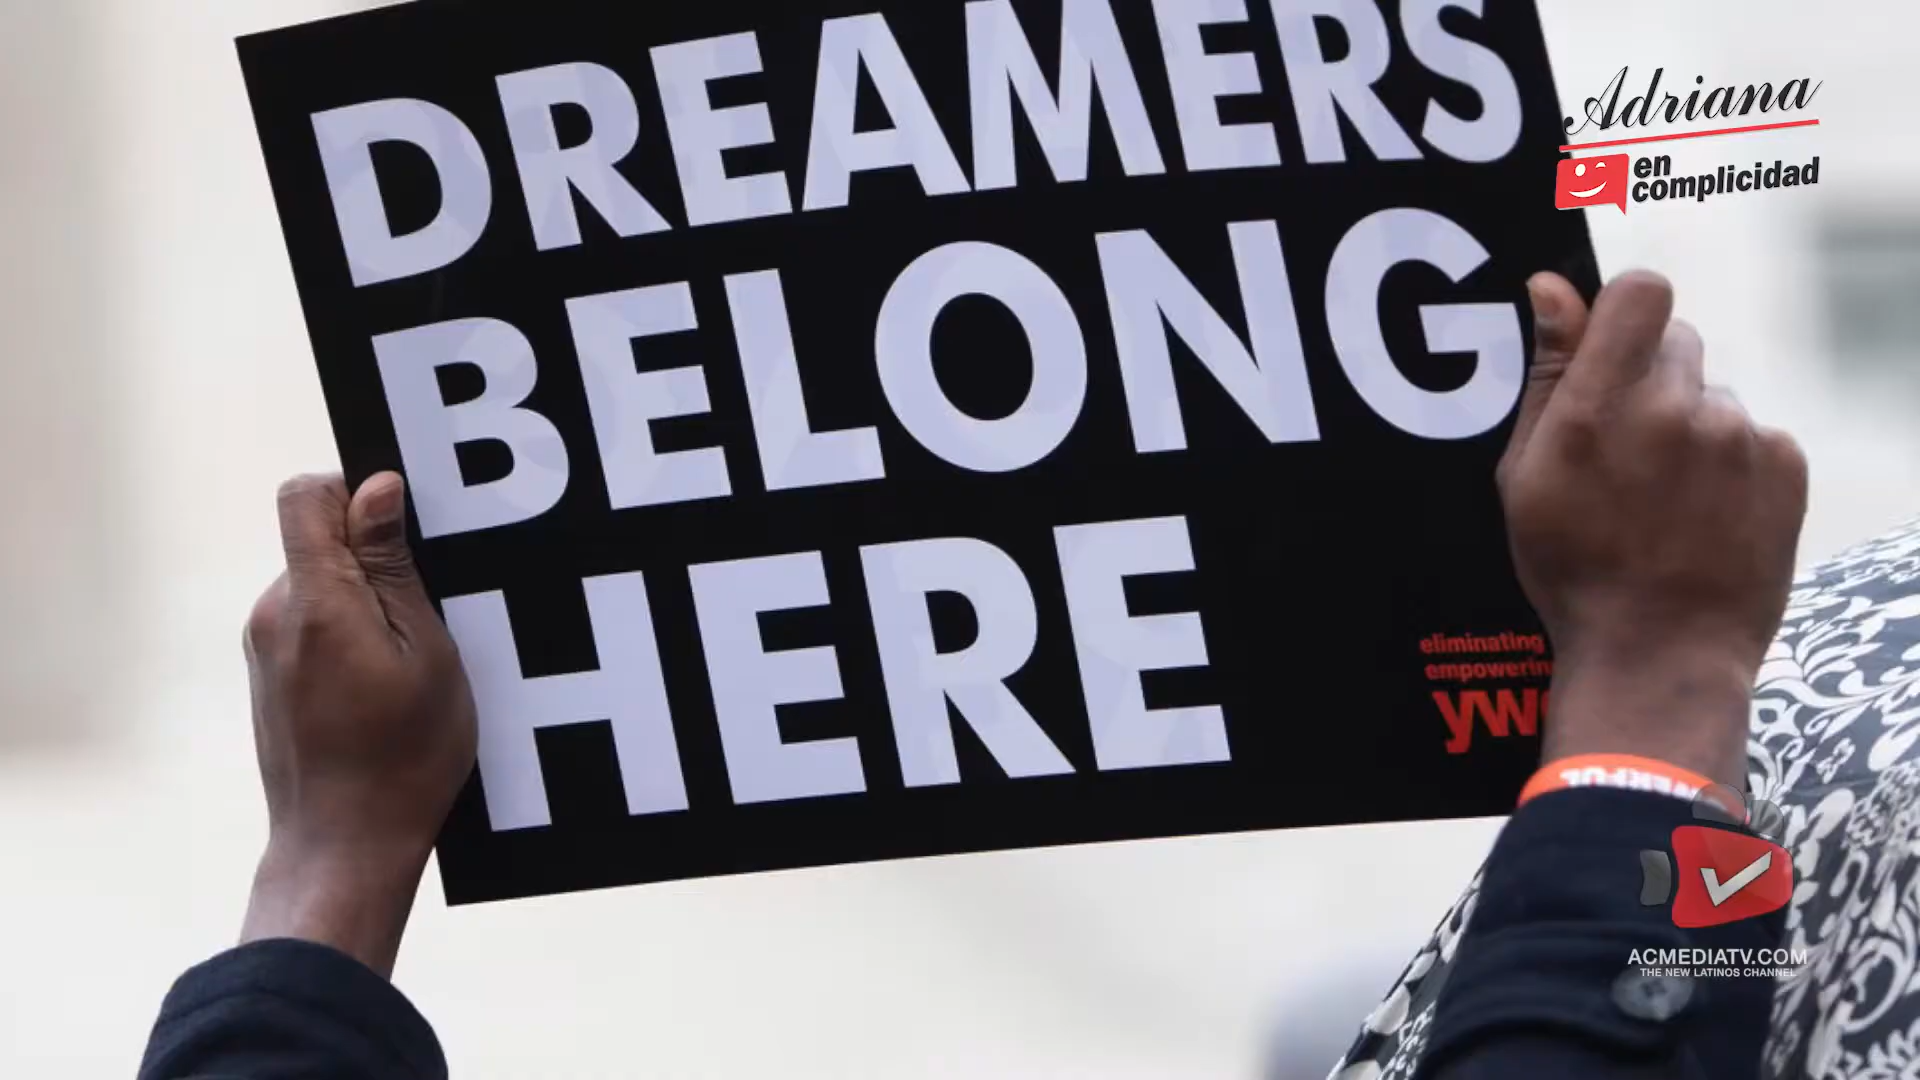 DREAMERS
BELONG
HERE
Adriana
en
complicidad
eliminating
ACMEDIATV.COM
THE NEW LATINOS CHANNEL